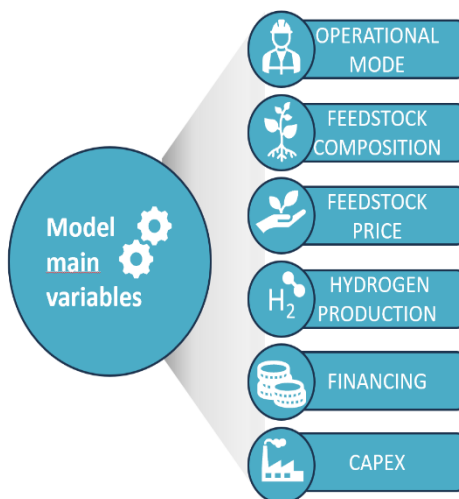 Model
main
variables
OPERATIONAL
MODE
FEEDSTOCK
COMPOSITION
FEEDSTOCK
PRICE
H2
HYDROGEN
PRODUCTION
FINANCING
CAPEX